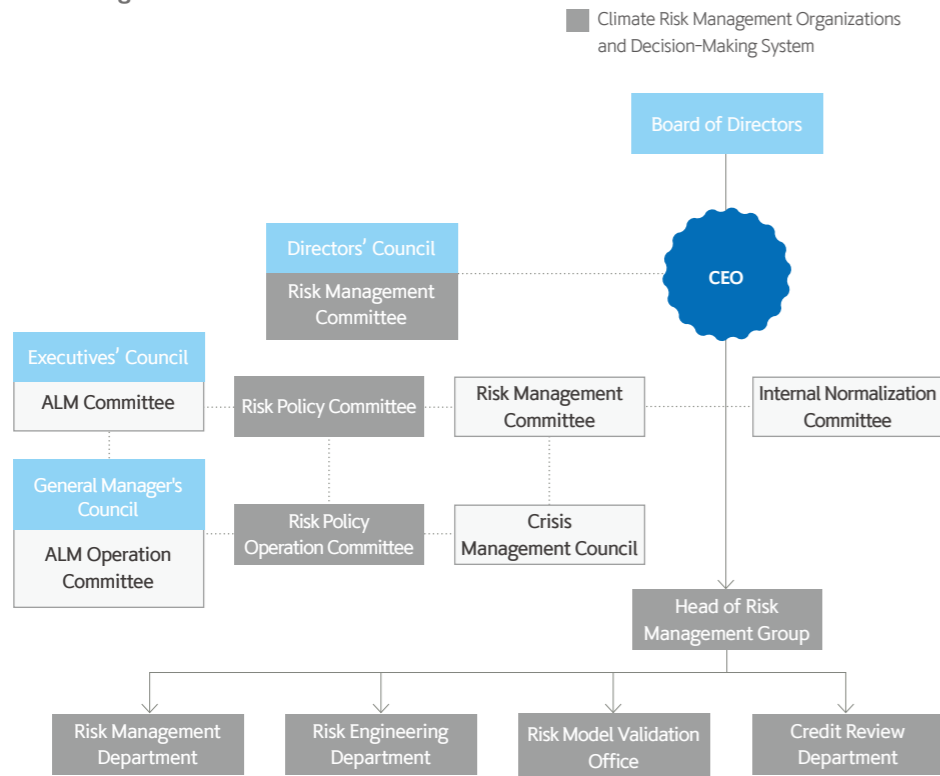 Climate Risk Management Organizations
and Decision-Making System
Board of Directors
CEO
Directors' Council
Risk Management
Committee
Executives' Council
ALM Committee
Risk Policy Committee
Risk Management
Committee
Internal Normalization
Committee
General Manager's
Council
ALM Operation
Committee
Risk Policy
Operation Committee
Crisis
Management Council
Head of Risk
Management Group
Risk Management
Department
Risk Engineering
Department
Risk Model Validation
Office
Credit Review
Department